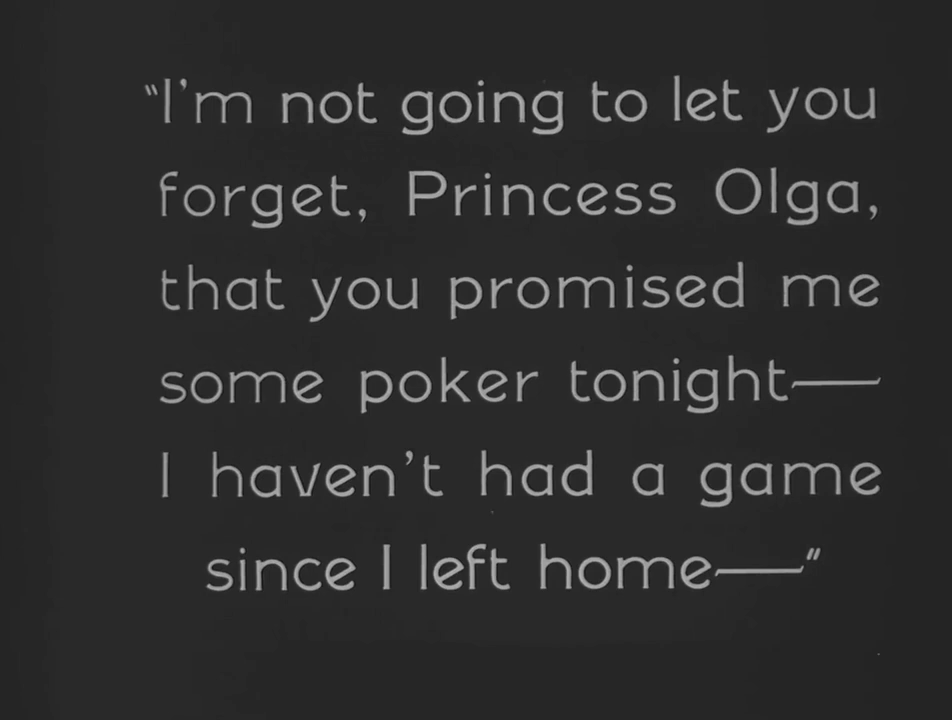 "I'm not going to let you
forget, Princess Olga,
that you promised me
some poker tonight—
I haven't had a game
since I left home—"